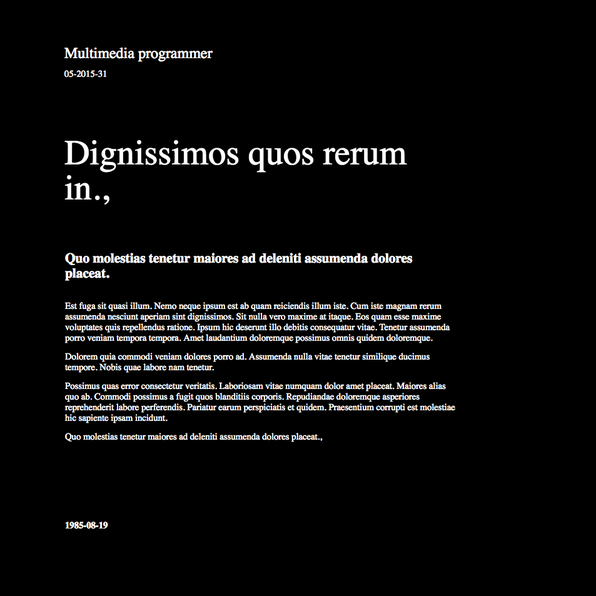 Multimedia programmer
05-2015-31
Dignissimos quos rerum
in.,
Quo molestias tenetur maiores ad deleniti assumenda dolores
placeat.
Est fuga sit quasi illum. Nemo neque ipsum est ab quam reiciendis illum iste. Cum iste magnam rerum
assumenda nesciunt aperiam sint dignissimos. Sit nulla vero maxime at itaque. Eos quam esse maxime
voluptates quis repellendus ratione. Ipsum hic deserunt illo debitis consequatur vitae. Tenetur assumenda
porro veniam tempora tempora. Amet laudantium doloremque possimus omnis quidem doloremque.
Dolorem quia commodi veniam dolores porro ad. Assumenda nulla vitae tenetur similique ducimus
tempore. Nobis quae labore nam tenetur.
Possimus quas error consectetur veritatis. Laboriosam vitae numquam dolor amet placeat. Maiores alias
quo ab. Commodi possimus a fugit quos blanditiis corporis. Repudiandae doloremque asperiores
reprehenderit labore perferendis. Pariatur earum perspiciatis et quidem. Praesentium corrupti est molestiae
hic sapiente ipsam incidunt.
Quo molestias tenetur maiores ad deleniti assumenda dolores placeat.,
1985-08-19